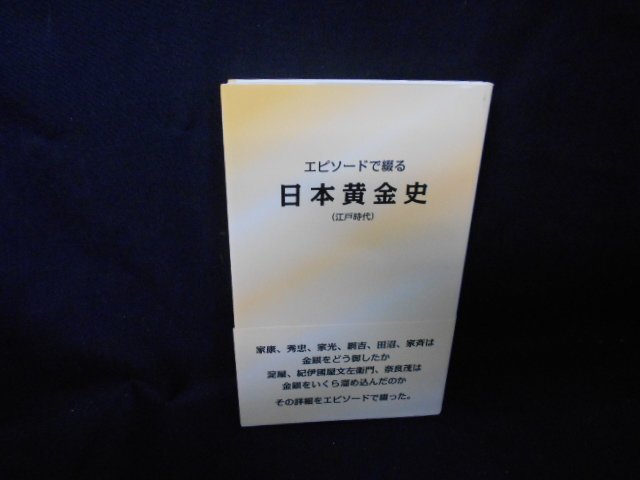 エピソードで綴る
日本黄金史
（江戸時代）
家康、秀忠、家光、綱吉、田沼、家斉は
金銀をどう御したか
淀屋、紀伊國屋文左衛門、奈良茂は
金銀をいくら溜め込んだのか
その詳細をエピソードで綴った。